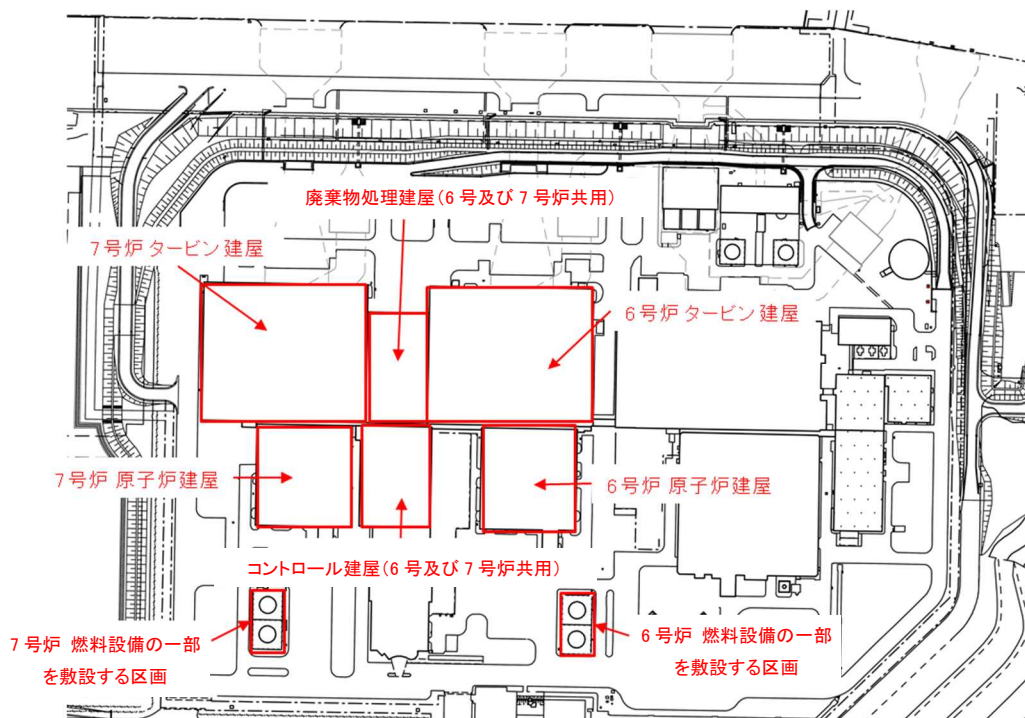 廃棄物処理建屋(6号及び7号炉共用)
7号炉 タービン 建屋
6号炉 タービン 建屋
7号炉 原子炉建屋
6号炉 原子炉建屋
コントロール建屋(6号及び7号炉共用)
7号炉 燃料設備の一部
を敷設する区画
6号炉 燃料設備の一部
を敷設する区画